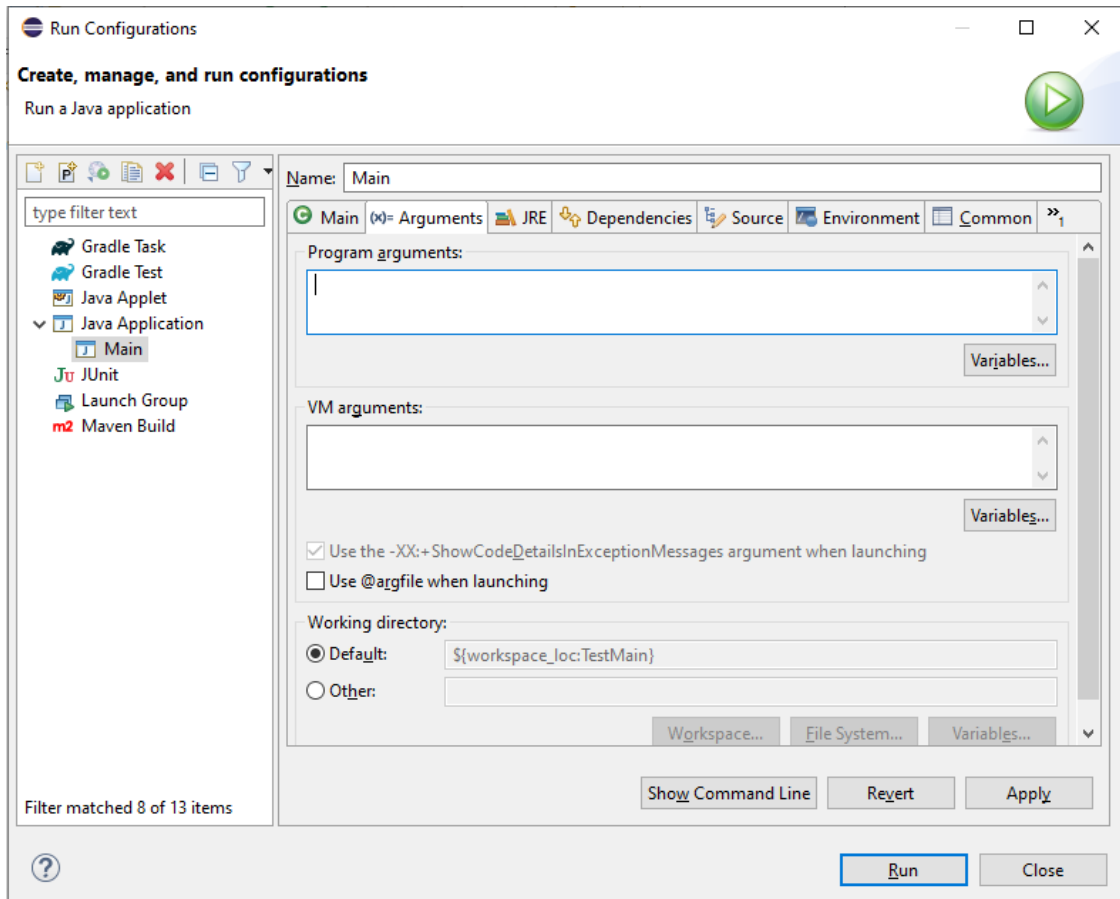 Run Configurations
Create, manage, and run configurations
Run a Java application
type filter text
Gradle Task
Gradle Test
Java Applet
Java Application
Main
JUnit
Launch Group
m2 Maven Build
Filter matched 8 of 13 items
Name: Main
Main (x)= Arguments JRE Dependencies Source Environment Common »1
Program arguments:
Variables...
VM arguments:
Variables...
Use the -XX:+ShowCodeDetailsInExceptionMessages argument when launching
Use @argfile when launching
Working directory:
Default: ${workspace_loc:TestMain}
Other:
Workspace... File System... Variables...
Show Command Line Revert Apply
Run Close